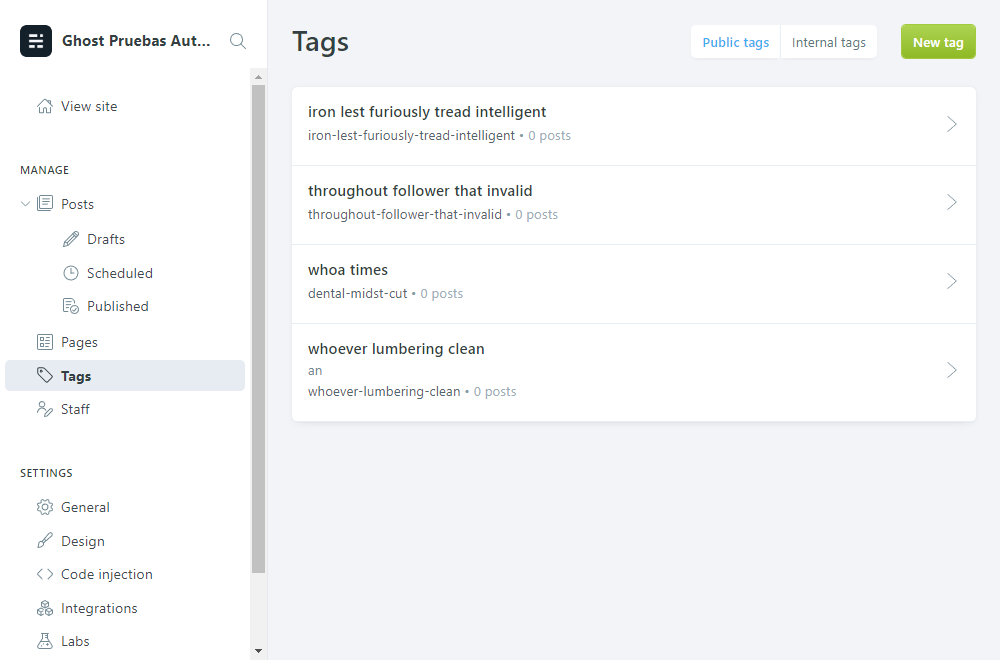 Ghost Pruebas Aut...
View site
MANAGE
Posts
Drafts
Scheduled
Published
Pages
Tags
Staff
SETTINGS
General
Design
Code injection
Integrations
Labs
Tags
Public tags
Internal tags
New tag
iron lest furiously tread intelligent
iron-lest-furiously-tread-intelligent • 0 posts
throughout follower that invalid
throughout-follower-that-invalid • 0 posts
whoa times
dental-midst-cut • 0 posts
whoever lumbering clean
an
whoever-lumbering-clean • 0 posts